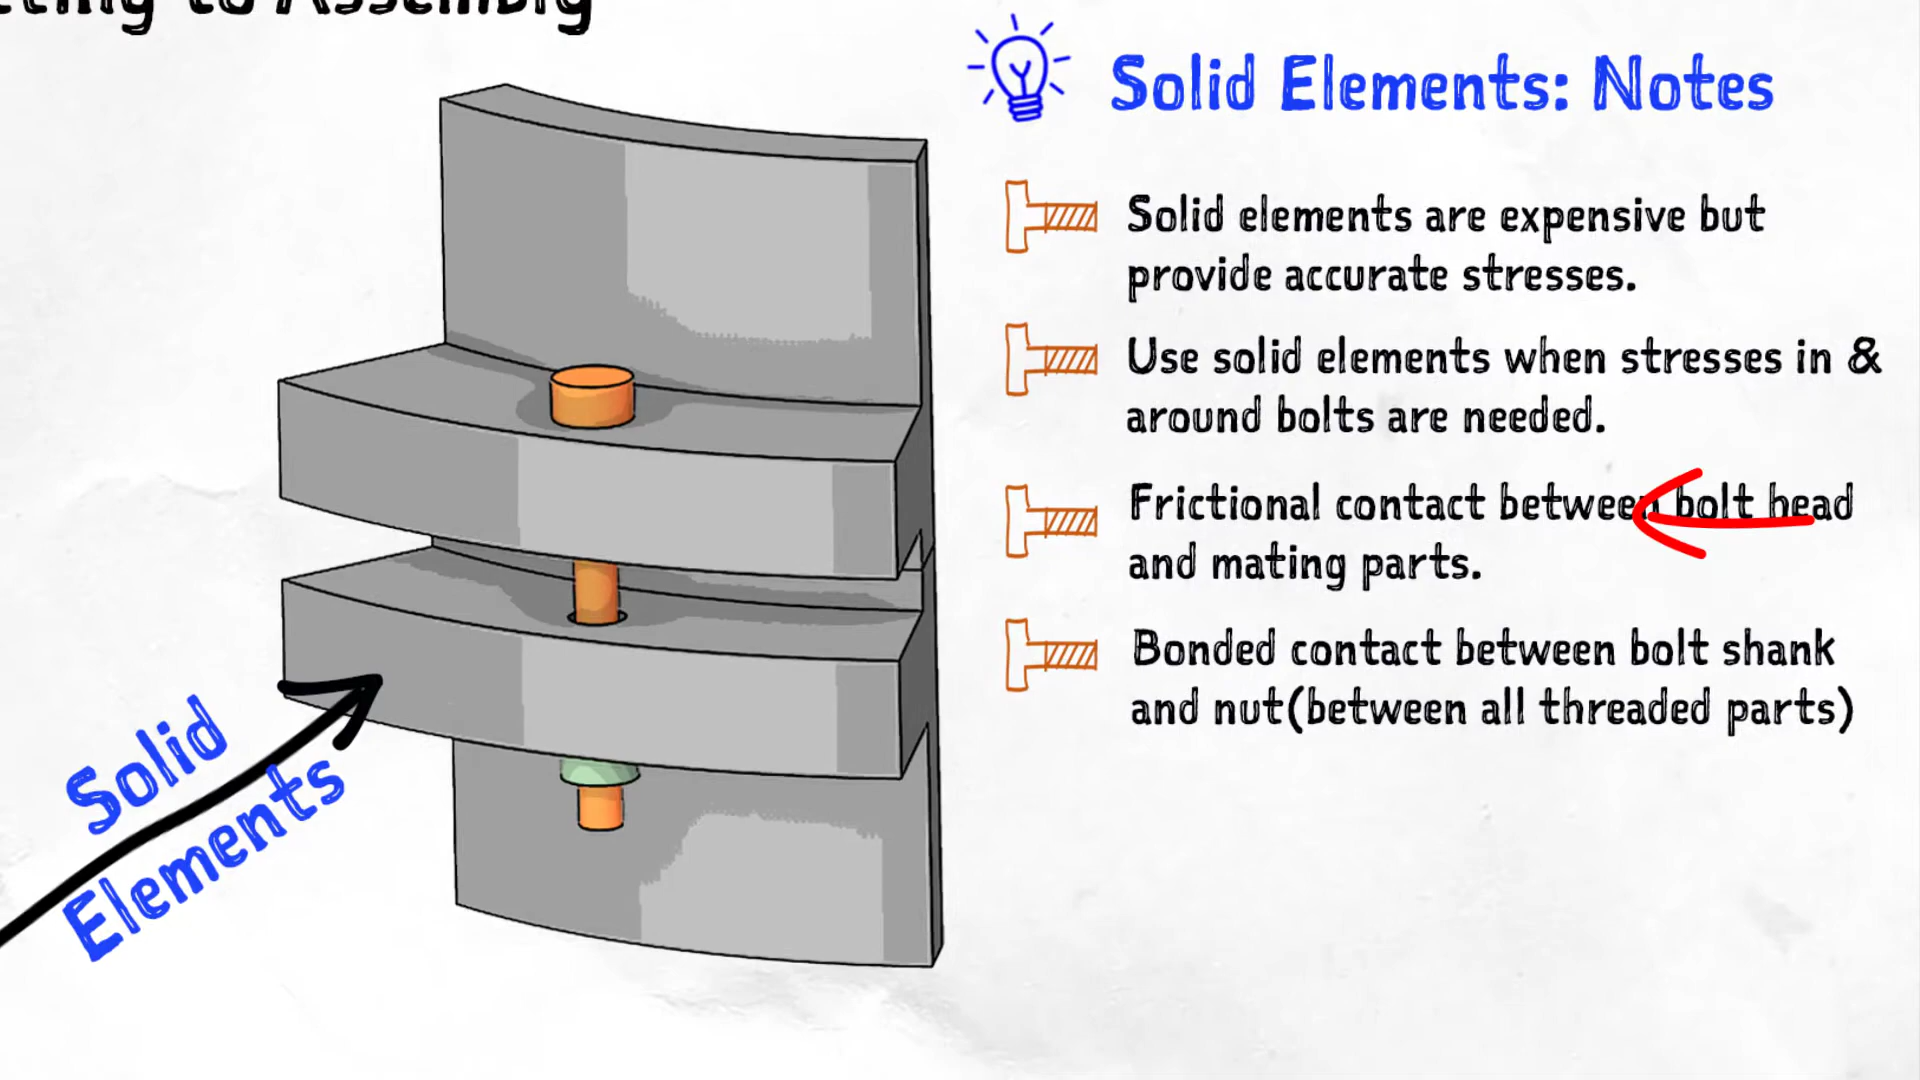 to Assembly
Solid Elements: Notes
Solid elements are expensive but
provide accurate stresses.
Use solid elements when stresses in &
around bolts are needed.
Frictional contact between bolt head
and mating parts.
Bonded contact between bolt shank
and nut(between all threaded parts)
Solid
Elements